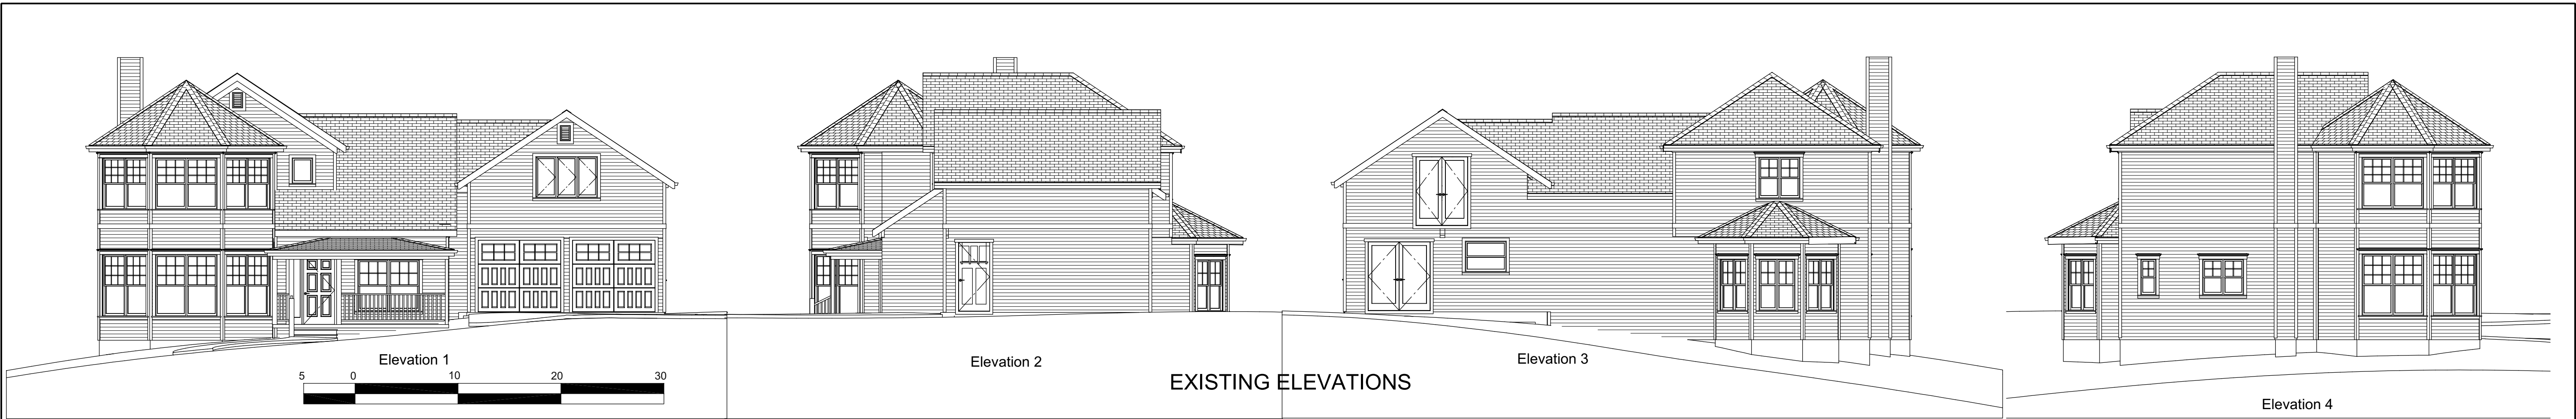 Elevation 1
5 0 10 20 30
Elevation 2
EXISTING ELEVATIONS
Elevation 3
Elevation 4